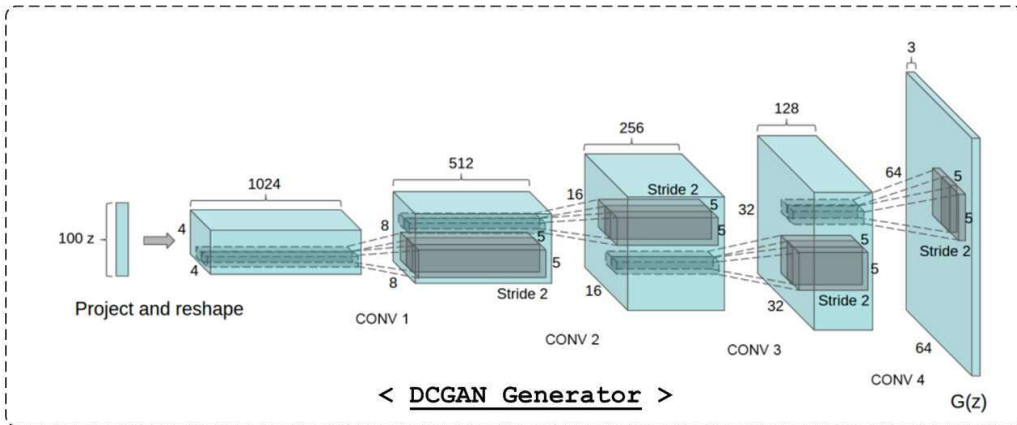 3
128
256
64
5
512
16
Stride 2
1024
5
32
5
4
8
5
5
5
100 z
5
5
Stride 2
4
8
Stride 2
16
32
Stride 2
Project and reshape
CONV 1
CONV 2
CONV 3
64
CONV 4
< DCGAN Generator >
G(z)